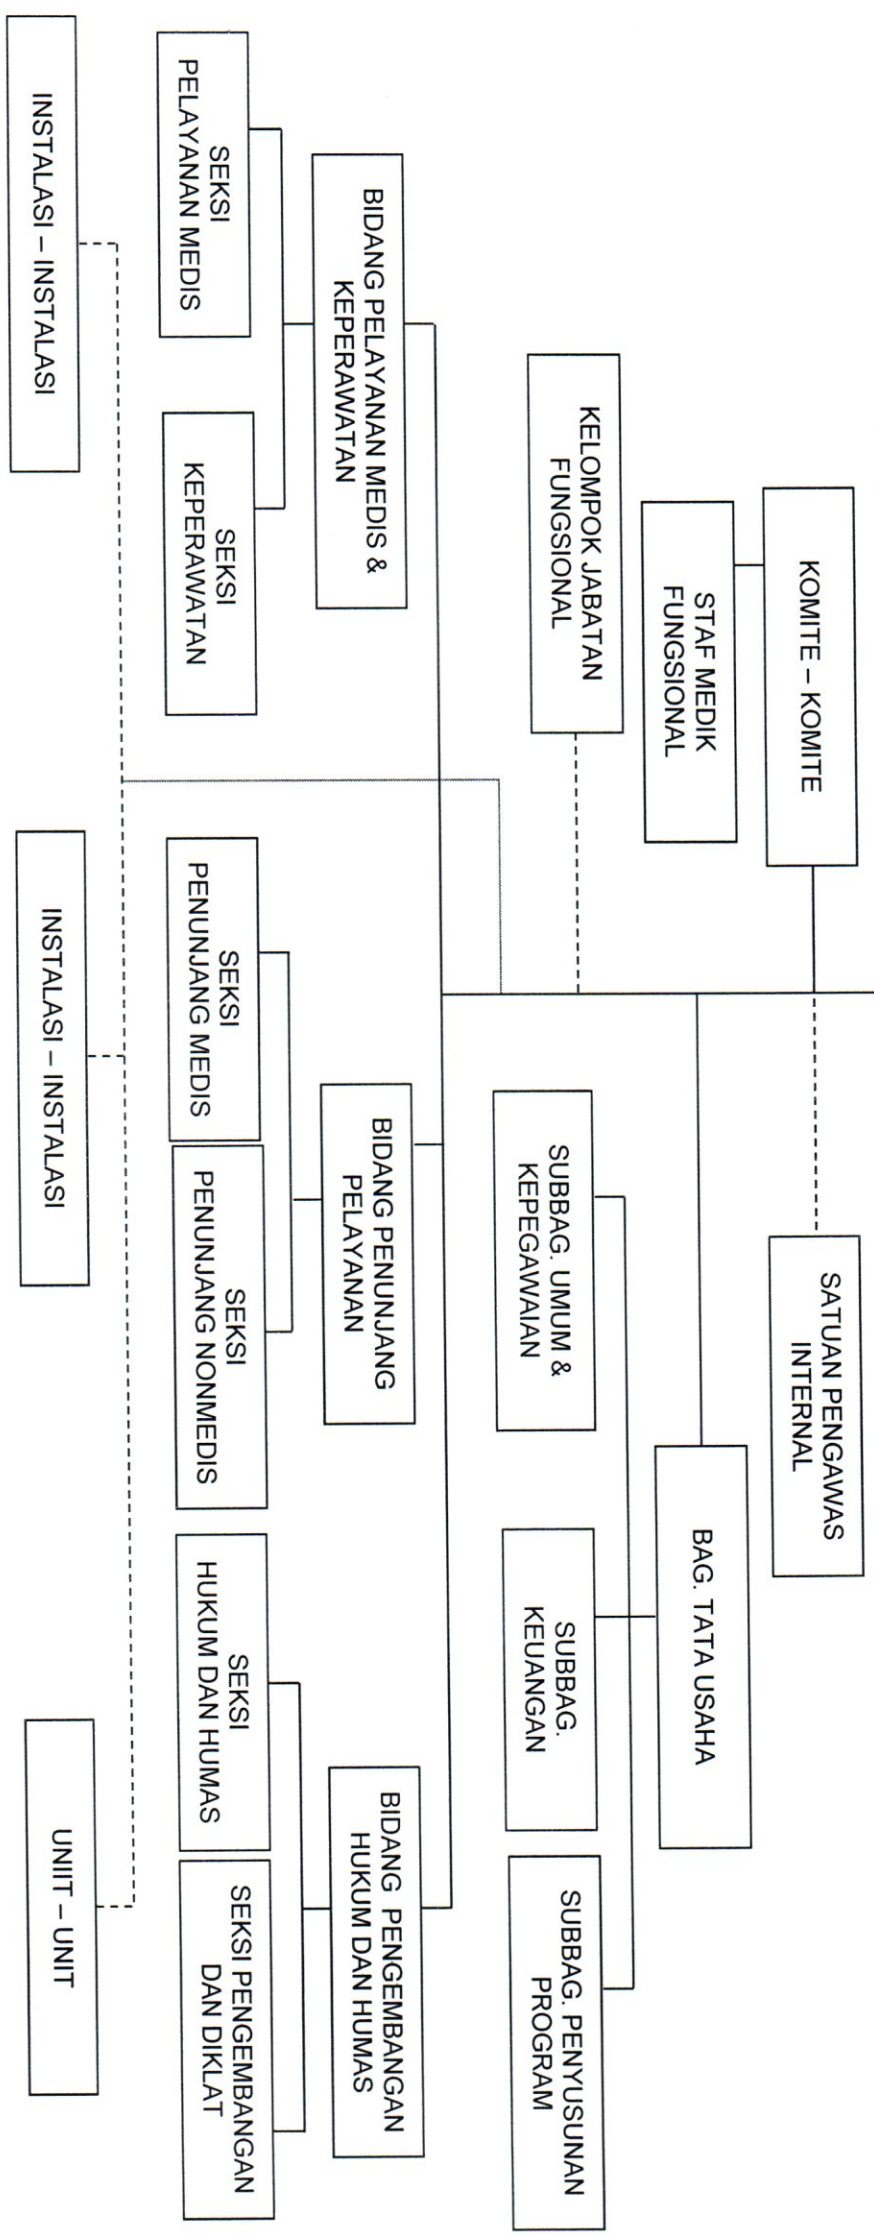 KOMITE – KOMITE
SATUAN PENGAWAS
INTERNAL
STAF MEDIK
FUNGSIONAL
BAG. TATA USAHA
KELOMPOK JABATAN
FUNGSIONAL
SUBBAG. UMUM &
KEPEGAWAIAN
SUBBAG.
KEUANGAN
SUBBAG. PENYUSUNAN
PROGRAM
BIDANG PELAYANAN MEDIS &
KEPERAWATAN
BIDANG PENUNJANG
PELAYANAN
BIDANG PENGEMBANGAN
HUKUM DAN HUMAS
SEKSI
PELAYANAN MEDIS
SEKSI
KEPERAWATAN
SEKSI
PENUNJANG MEDIS
SEKSI
PENUNJANG NONMEDIS
SEKSI
HUKUM DAN HUMAS
SEKSI PENGEMBANGAN
DAN DIKLAT
INSTALASI – INSTALASI
INSTALASI – INSTALASI
UNIIT – UNIT